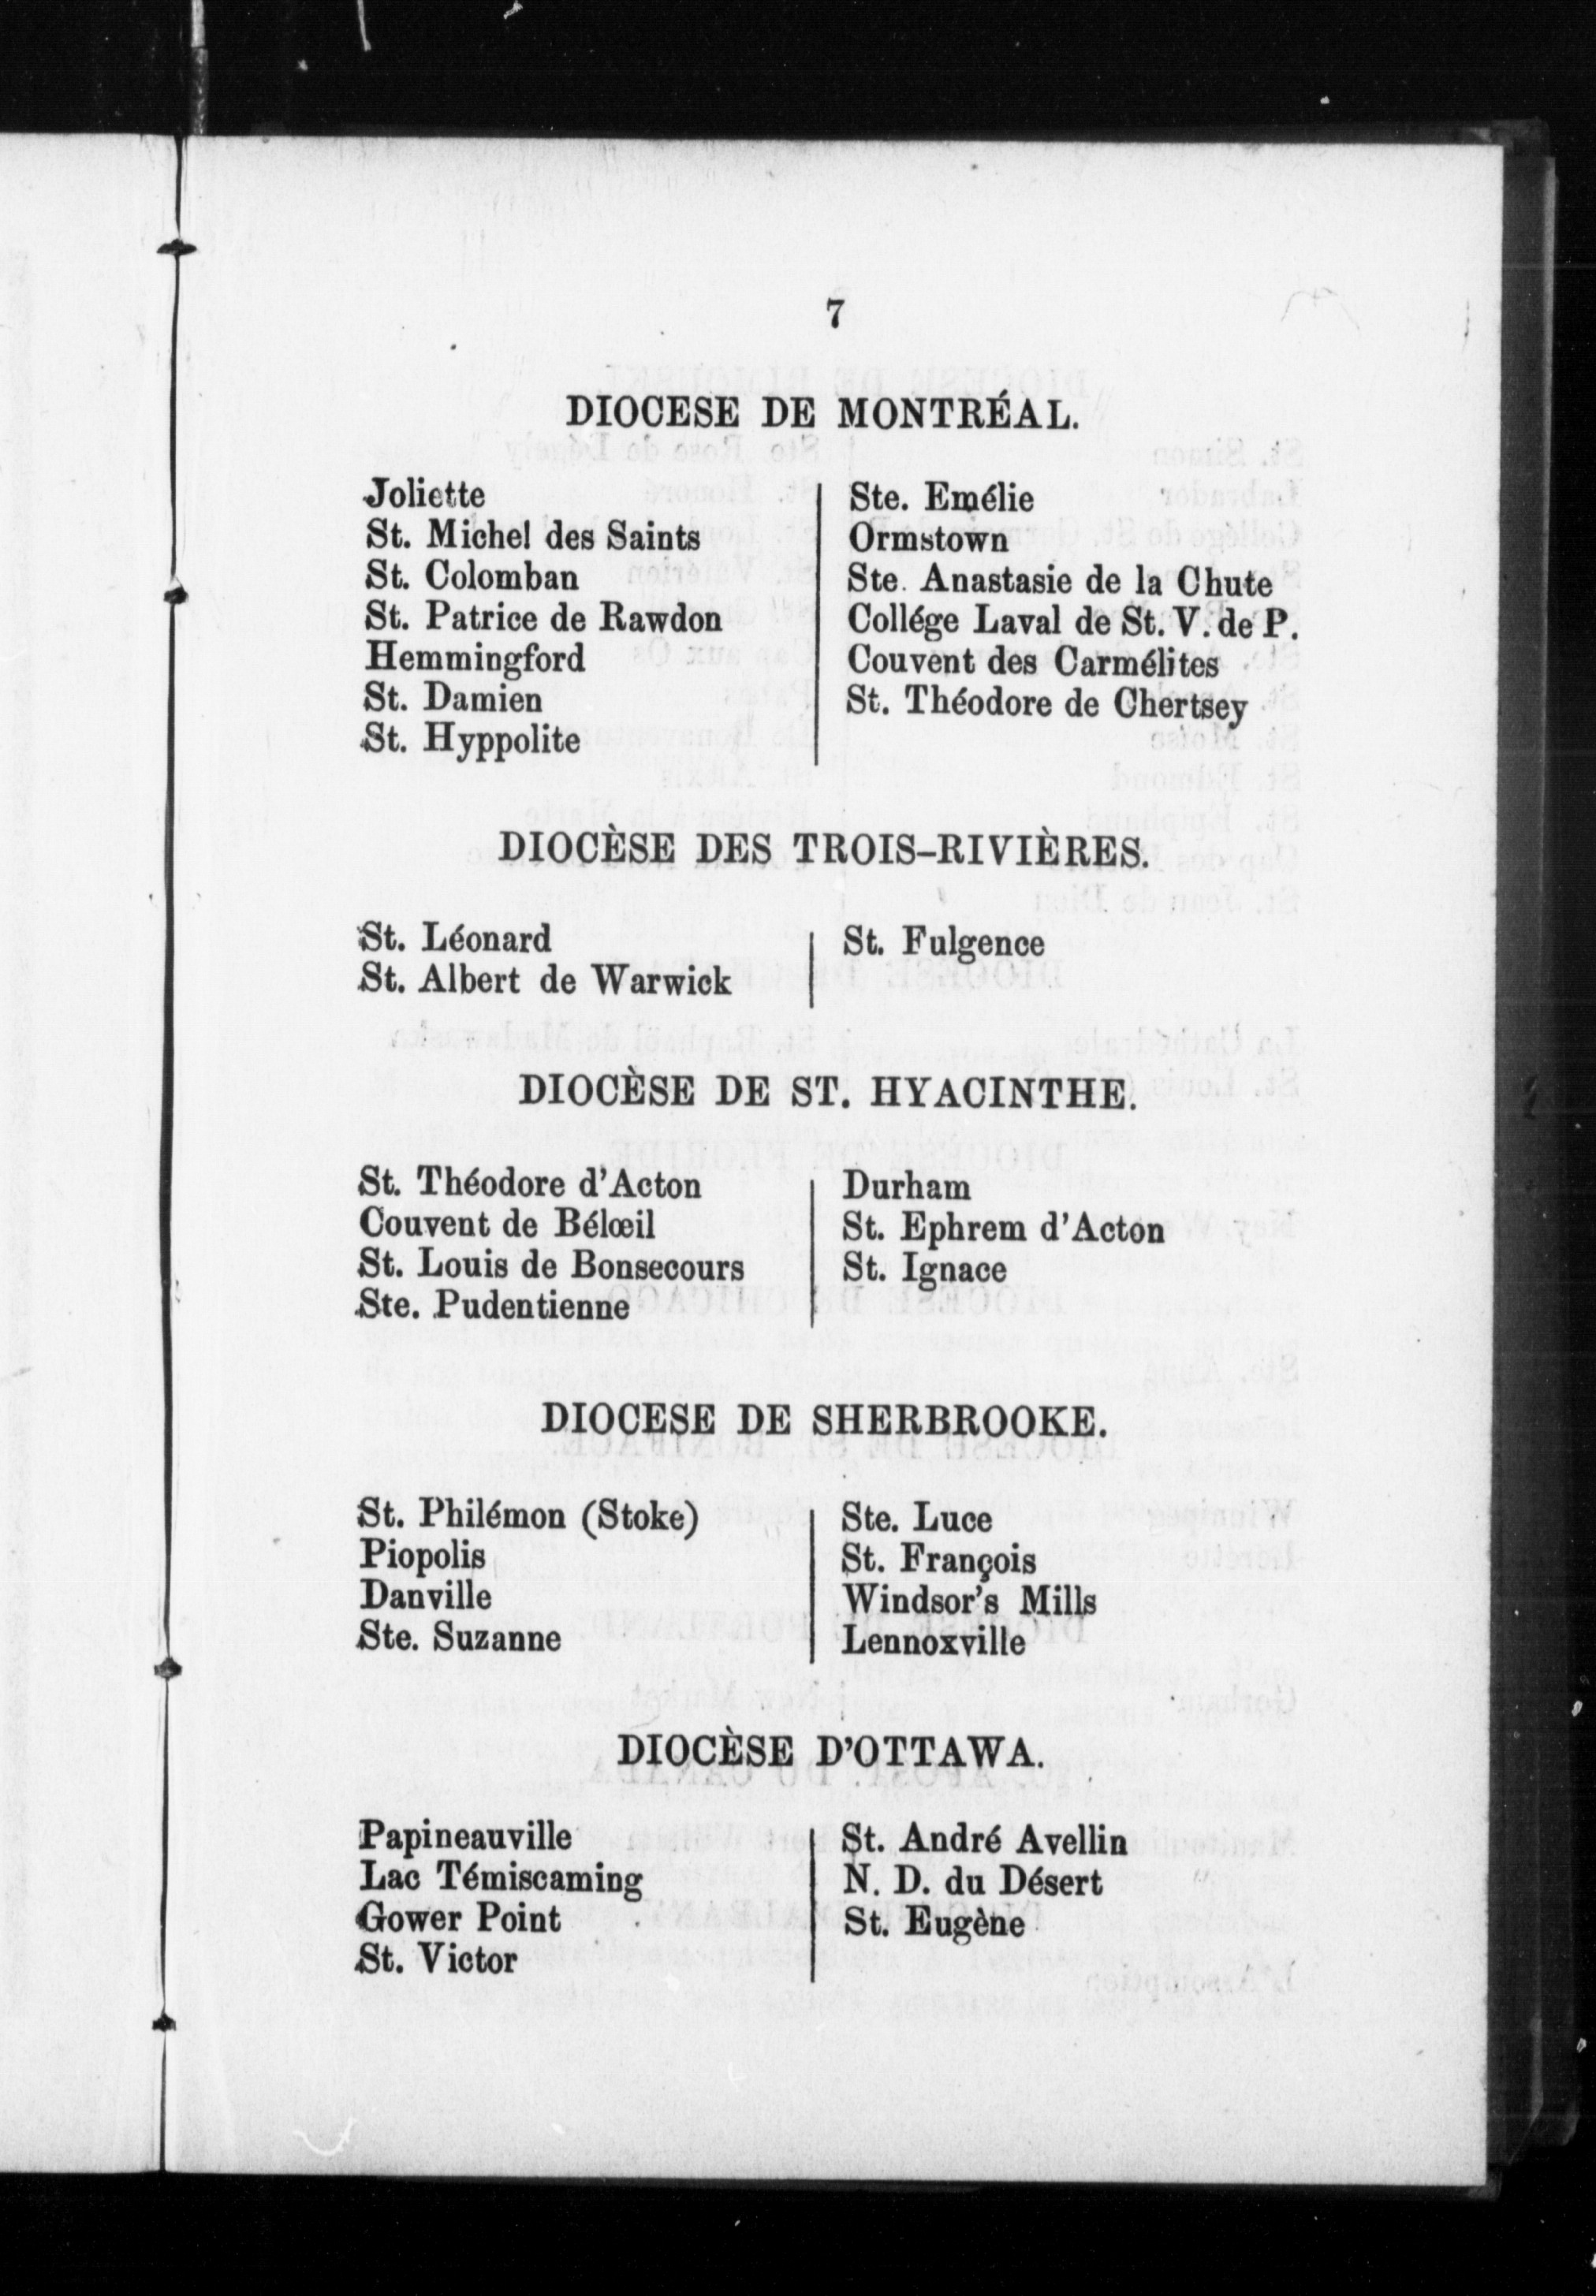 7
DIOCESE DE MONTRÉAL.
Joliette
St. Michel des Saints
St. Colomban
St. Patrice de Rawdon
Hemmingford
St. Damien
St. Hyppolite
Ste. Emélie
Ormstown
Ste. Anastasie de la Chute
Collége Laval de St. V. de P.
Couvent des Carmélites
St. Théodore de Chertsey
DIOCÈSE DES TROIS-RIVIÈRES.
St. Léonard
St. Albert de Warwick
St. Fulgence
DIOCÈSE DE ST. HYACINTHE.
St. Théodore d'Acton
Couvent de Bélœil
St. Louis de Bonsecours
Ste. Pudentienne
Durham
St. Ephrem d'Acton
St. Ignace
DIOCESE DE SHERBROOKE.
St. Philémon (Stoke)
Piopolis
Danville
Ste. Suzanne
Ste. Luce
St. François
Windsor's Mills
Lennoxville
DIOCÈSE D'OTTAWA.
Papineauville
Lac Témiscaming
Gower Point
St. Victor
St. André Avellin
N. D. du Désert
St. Eugène